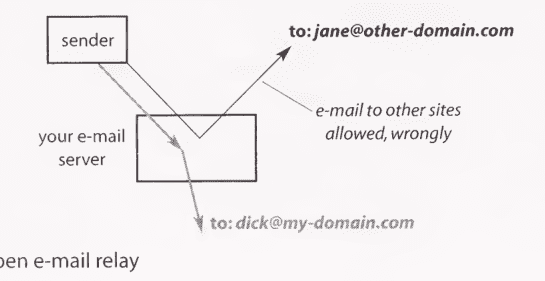 sender
to: jane@other-domain.com
e-mail to other sites
allowed, wrongly
your e-mail
server
to: dick@my-domain.com
pen e-mail relay